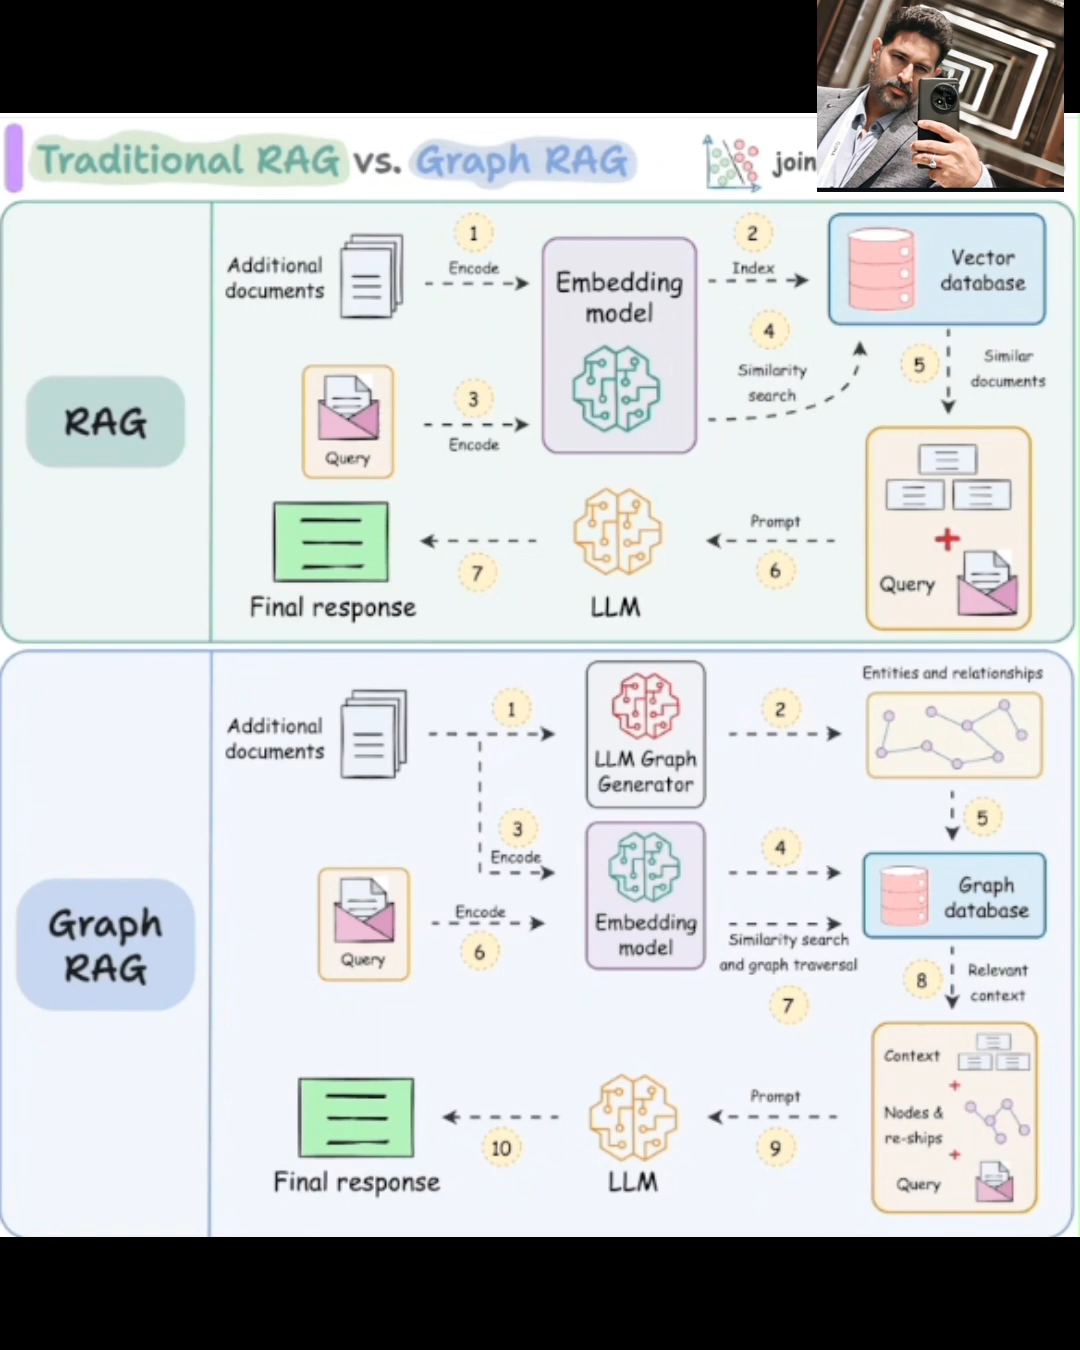 Traditional RAG vs. Graph RAG
join
RAG
Additional
documents
1
Encode
Embedding
model
2
Index
Vector
database
Query
3
Encode
4
Similarity
search
5
Similar
documents
Query
Prompt
6
LLM
7
Final response
Graph
RAG
Additional
documents
1
LLM Graph
Generator
2
Entities and relationships
3
Encode
Embedding
model
4
5
Graph
database
Query
Encode
6
Similarity search
and graph traversal
7
8
Relevant
context
Context
Nodes &
re-ships
Query
Prompt
9
LLM
10
Final response